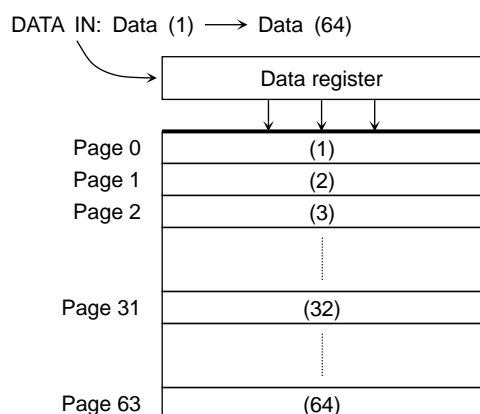 DATA IN: Data (1) → Data (64)
Data register
Page 0 (1)
Page 1 (2)
Page 2 (3)
Page 31 (32)
Page 63 (64)